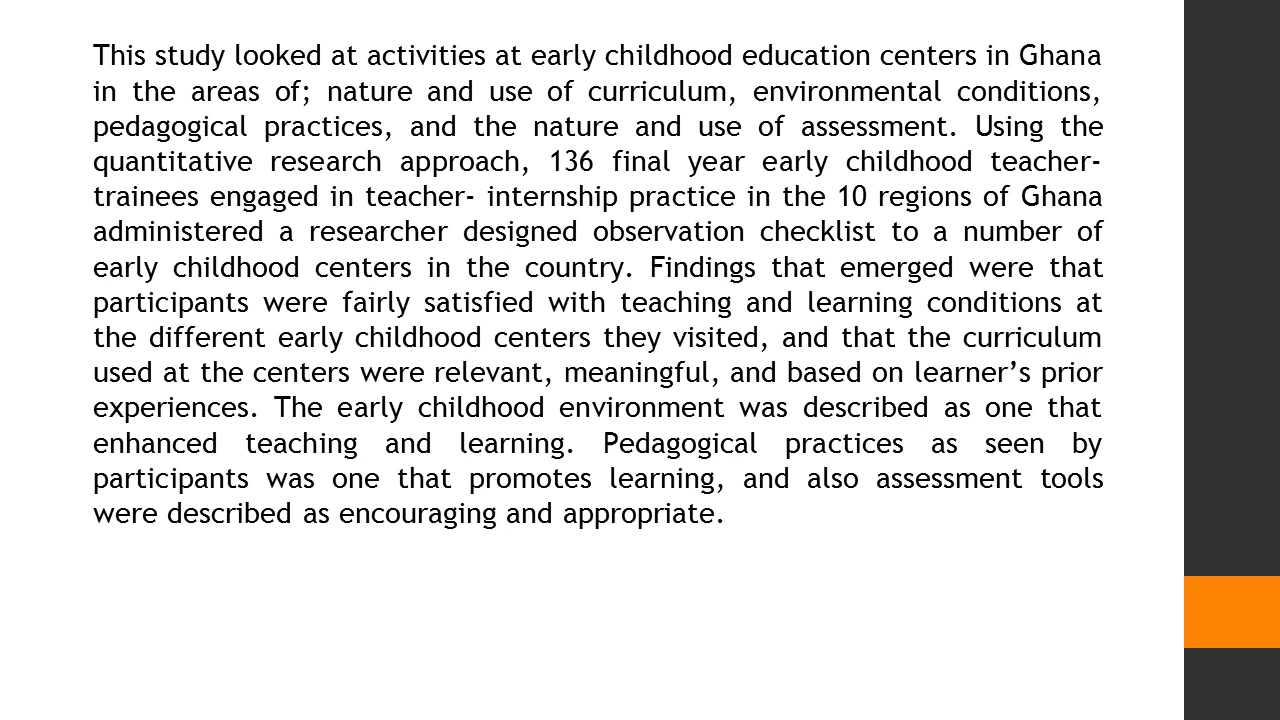 This study looked at activities at early childhood education centers in Ghana
in the areas of; nature and use of curriculum, environmental conditions,
pedagogical practices, and the nature and use of assessment. Using the
quantitative research approach, 136 final year early childhood teacher-
trainees engaged in teacher- internship practice in the 10 regions of Ghana
administered a researcher designed observation checklist to a number of
early childhood centers in the country. Findings that emerged were that
participants were fairly satisfied with teaching and learning conditions at
the different early childhood centers they visited, and that the curriculum
used at the centers were relevant, meaningful, and based on learner’s prior
experiences. The early childhood environment was described as one that
enhanced teaching and learning. Pedagogical practices as seen by
participants was one that promotes learning, and also assessment tools
were described as encouraging and appropriate.